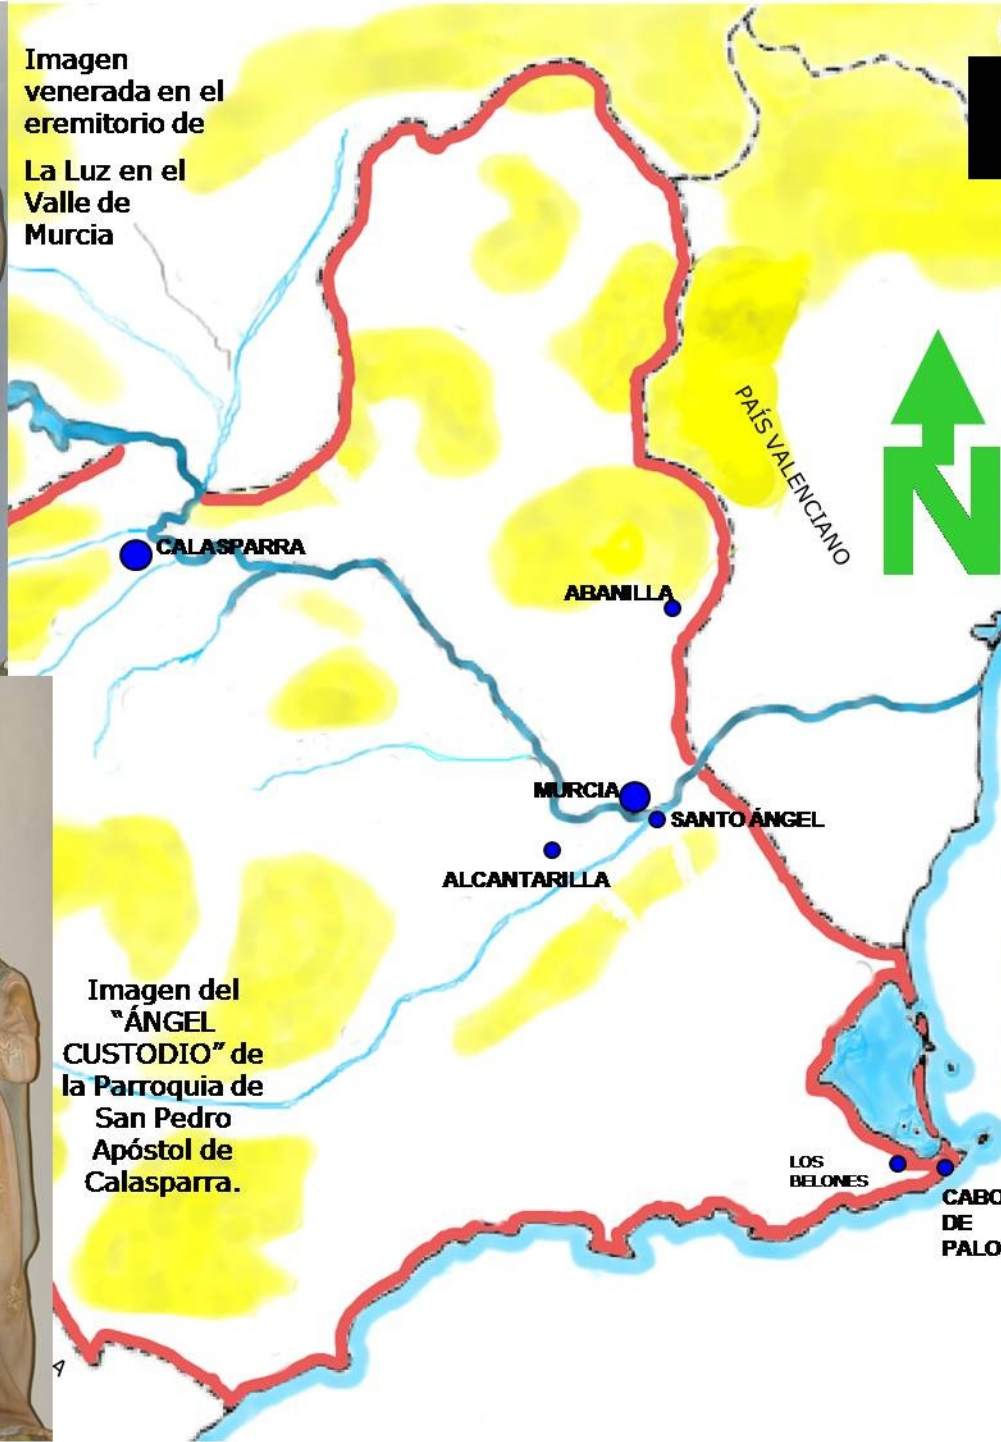 Imagen
venerada en el
eremitorio de
La Luz en el
Valle de
Murcia
PAÍS VALENCIANO
N
CALASPARRA
ABANILLA
MURCIA
SANTO ÁNGEL
ALCANTARILLA
Imagen del
“ÁNGEL
CUSTODIO” de
la Parroquia de
San Pedro
Apóstol de
Calasparra.
LOS
BELONES
CABO
DE
PALO
A